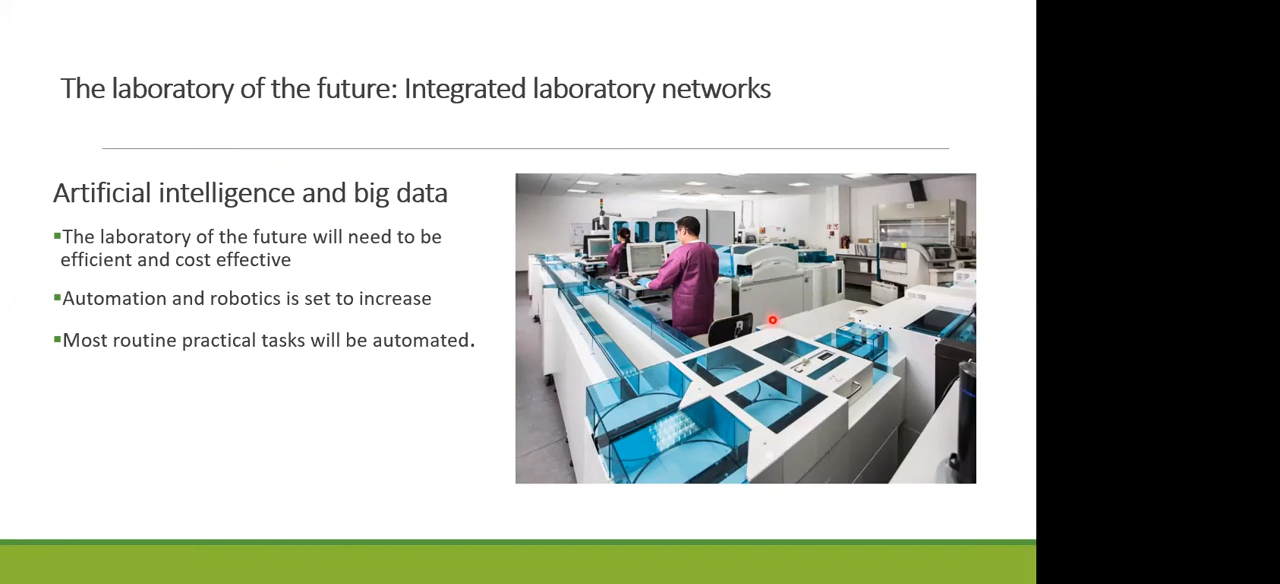 The laboratory of the future: Integrated laboratory networks
Artificial intelligence and big data
▪The laboratory of the future will need to be
efficient and cost effective
▪Automation and robotics is set to increase
▪Most routine practical tasks will be automated.